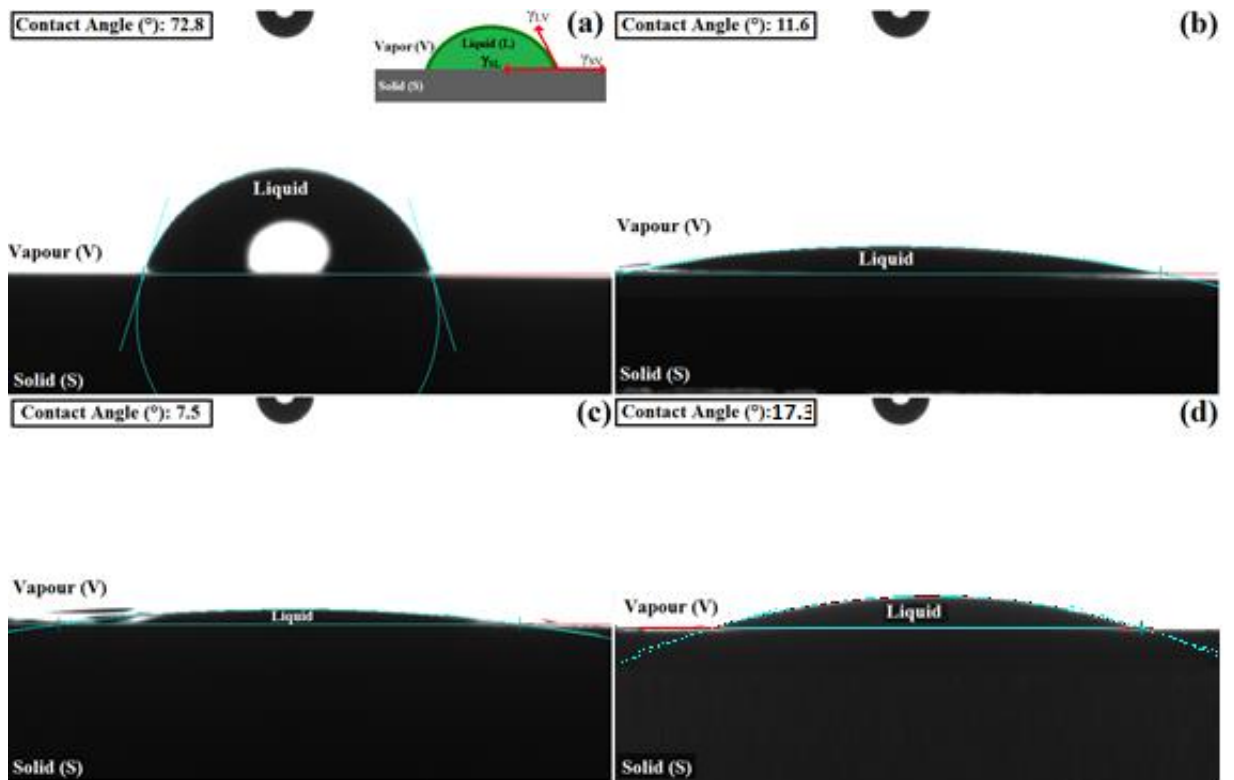 Contact Angle (°): 72.8
(a)
γLV
Vapor (V)
Liquid (L)
γSL
γSV
Solid (S)
Liquid
Vapour (V)
Solid (S)
Contact Angle (°): 11.6
(b)
Vapour (V)
Liquid
Solid (S)
Contact Angle (°): 7.5
(c)
Vapour (V)
Liquid
Solid (S)
Contact Angle (°):17.3
(d)
Vapour (V)
Liquid
Solid (S)